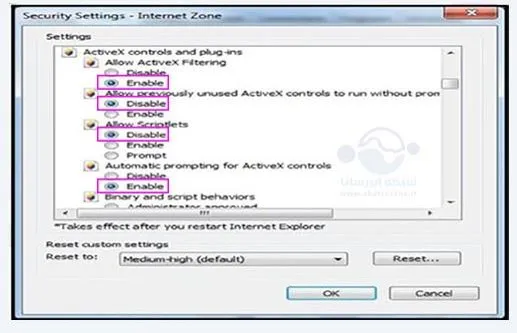 Security Settings - Internet Zone
Settings
ActiveX controls and plug-ins
Allow ActiveX Filtering
Disable
Enable
Allow previously unused ActiveX controls to run without pron
Disable
Enable
Allow Scriptlets
Disable
Enable
Prompt
Automatic prompting for ActiveX controls
Disable
Enable
Binary and script behaviors
Administrator approved
*Takes effect after you restart Internet Explorer
Reset custom settings
Reset to:
Medium-high (default)
Reset...
OK
Cancel